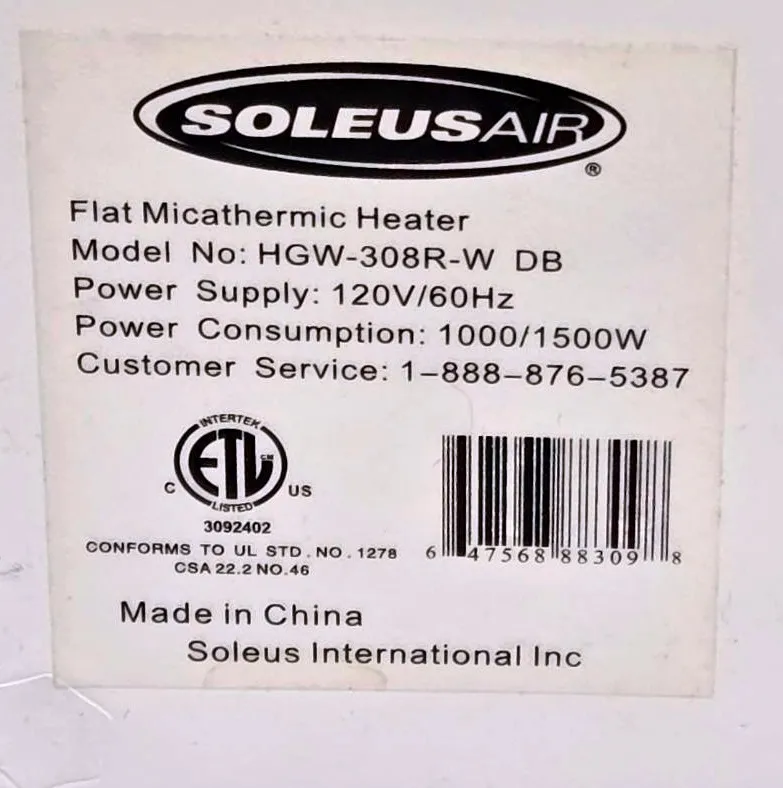 SOLEUSAIR
®
Flat Micathermic Heater
Model No: HGW-308R-W DB
Power Supply: 120V/60Hz
Power Consumption: 1000/1500W
Customer Service: 1-888-876-5387
INTERTEK
ETL CM
C US
LISTED
3092402
CONFORMS TO UL STD. NO. 1278
CSA 22.2 NO.46
6 47568 88309 8
Made in China
Soleus International Inc